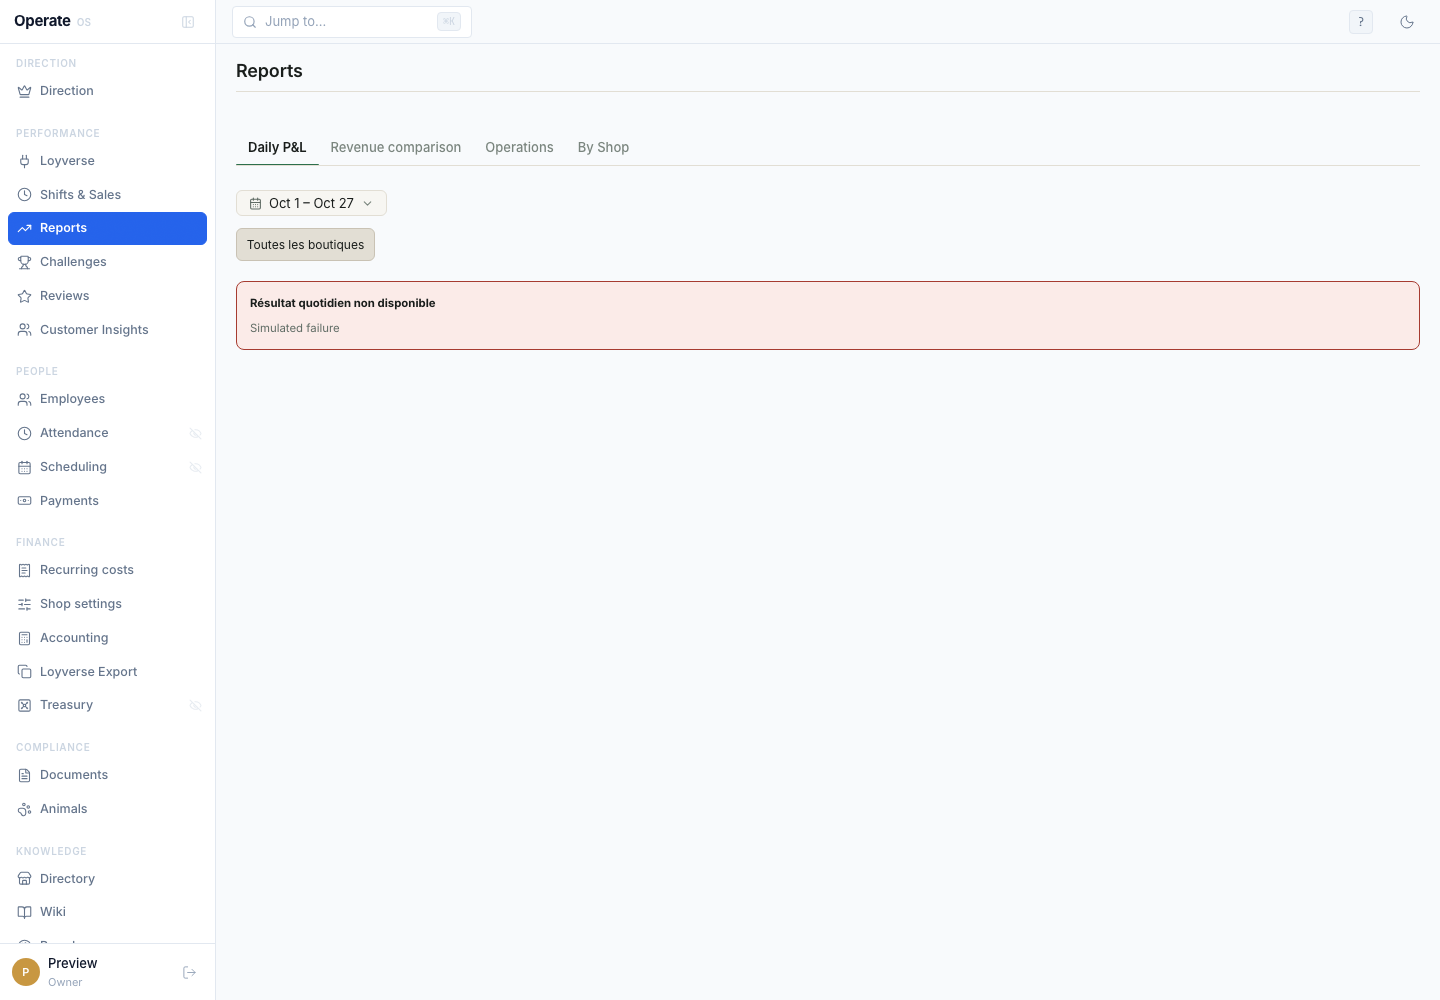 Operate OS
Jump to...
⌘K
?
DIRECTION
Direction
PERFORMANCE
Loyverse
Shifts & Sales
Reports
Challenges
Reviews
Customer Insights
PEOPLE
Employees
Attendance
Scheduling
Payments
FINANCE
Recurring costs
Shop settings
Accounting
Loyverse Export
Treasury
COMPLIANCE
Documents
Animals
KNOWLEDGE
Directory
Wiki
P
Preview
Owner
Reports
Daily P&L
Revenue comparison
Operations
By Shop
Oct 1 – Oct 27
Toutes les boutiques
Résultat quotidien non disponible
Simulated failure